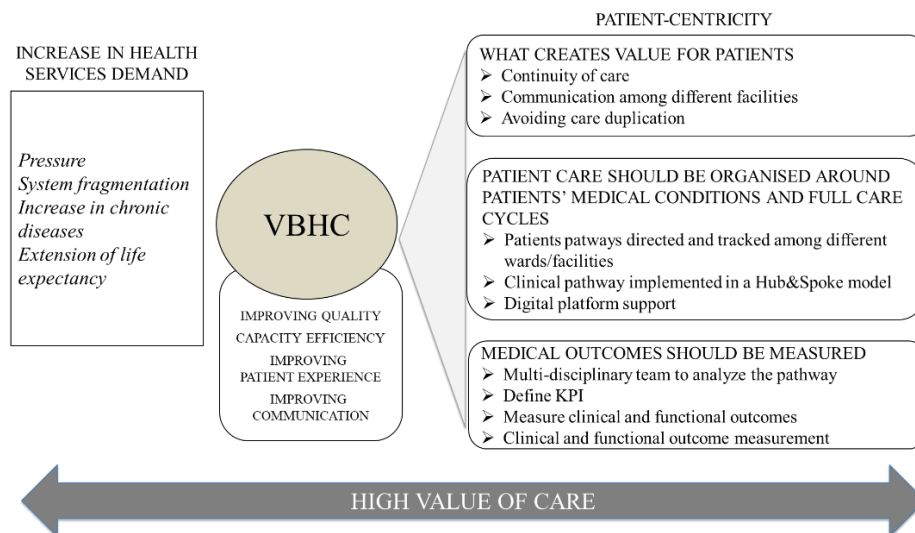 PATIENT-CENTRICITY
INCREASE IN HEALTH
SERVICES DEMAND
Pressure
System fragmentation
Increase in chronic
diseases
Extension of life
expectancy
VBHC
IMPROVING QUALITY
CAPACITY EFFICIENCY
IMPROVING
PATIENT EXPERIENCE
IMPROVING
COMMUNICATION
WHAT CREATES VALUE FOR PATIENTS
➢ Continuity of care
➢ Communication among different facilities
➢ Avoiding care duplication
PATIENT CARE SHOULD BE ORGANISED AROUND
PATIENTS' MEDICAL CONDITIONS AND FULL CARE
CYCLES
➢ Patients patways directed and tracked among different
wards/facilities
➢ Clinical pathway implemented in a Hub&Spoke model
➢ Digital platform support
MEDICAL OUTCOMES SHOULD BE MEASURED
➢ Multi-disciplinary team to analyze the pathway
➢ Define KPI
➢ Measure clinical and functional outcomes
➢ Clinical and functional outcome measurement
HIGH VALUE OF CARE